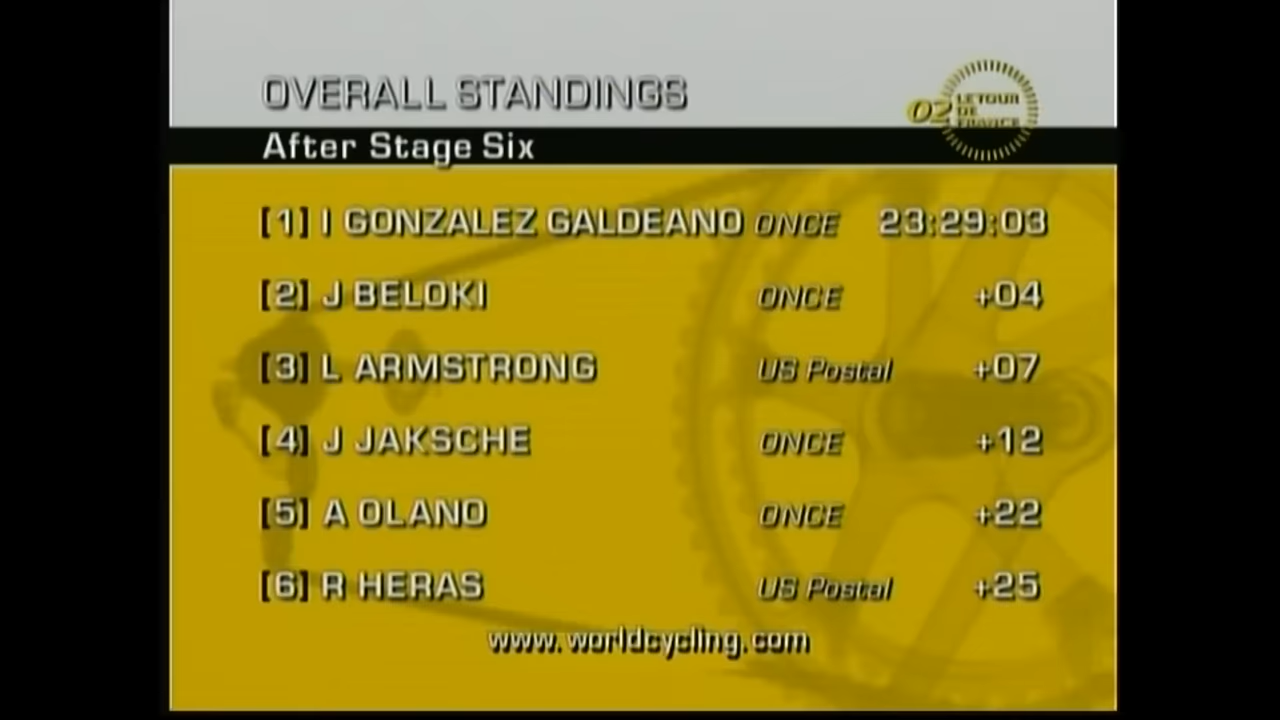 OVERALL STANDINGS
02 LE TOUR
DE
FRANCE
After Stage Six
[1] I GONZALEZ GALDEANO ONCE 23:29:03
[2] J BELOKI ONCE +04
[3] L ARMSTRONG US Postal +07
[4] J JAKSCHE ONCE +12
[5] A OLANO ONCE +22
[6] R HERAS US Postal +25
www.worldcycling.com